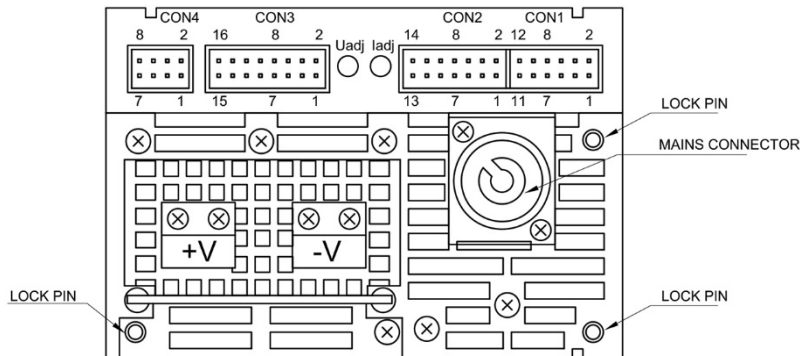 CON4 CON3 CON2 CON1
8 2 16 8 2 Uadj Iadj 14 8 2 12 8 2
7 1 15 7 1 13 7 1 11 7 1
LOCK PIN
MAINS CONNECTOR
+V -V
LOCK PIN LOCK PIN